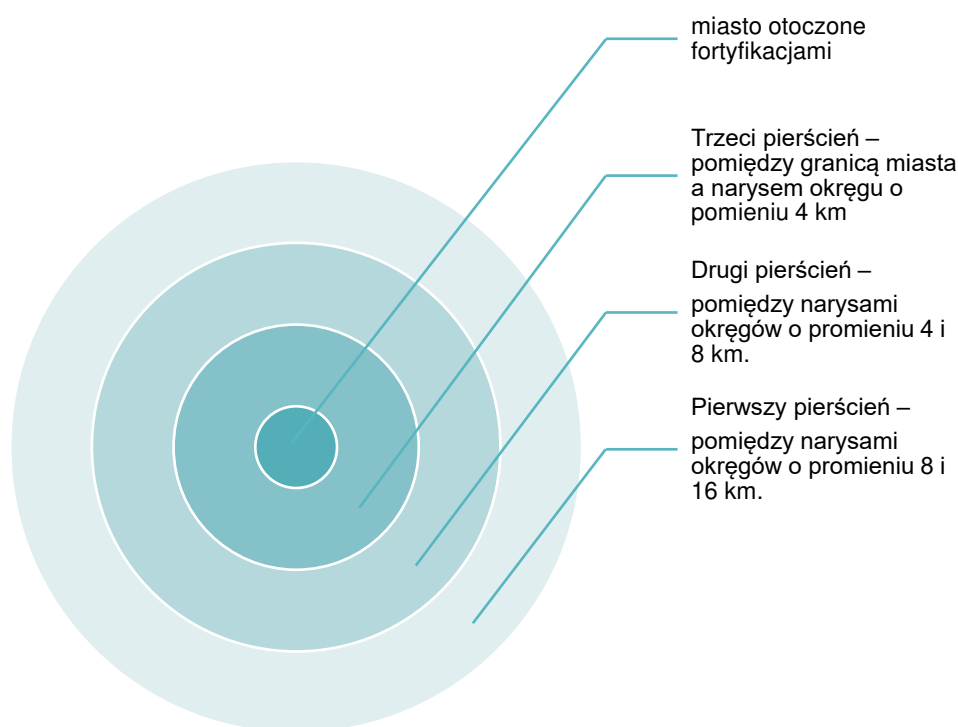 miasto otoczone
fortyfikacjami
Trzeci pierścień –
pomiędzy granicą miasta
a narysem okręgu o
pomieniu 4 km
Drugi pierścień –
pomiędzy narysami
okręgów o promieniu 4 i
8 km.
Pierwszy pierścień –
pomiędzy narysami
okręgów o promieniu 8 i
16 km.